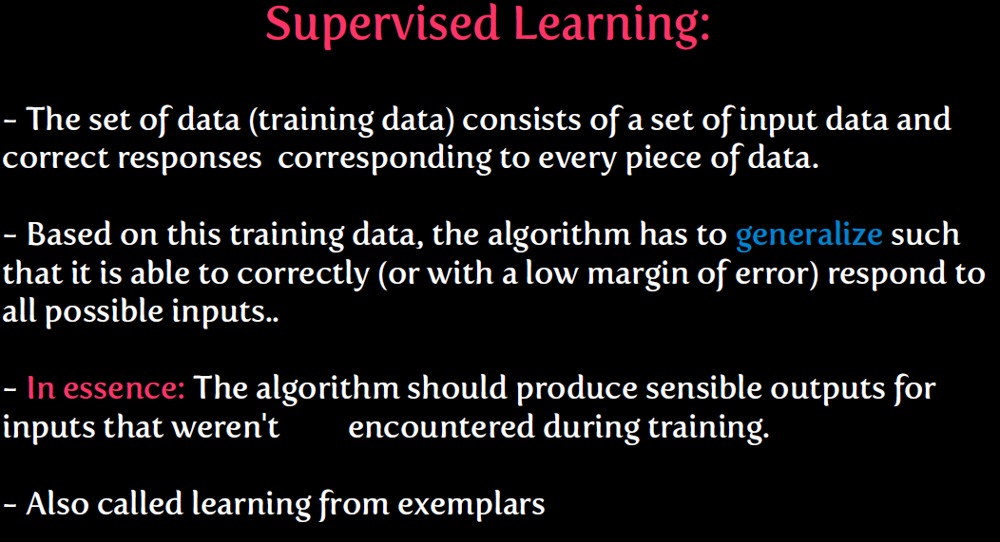 Supervised Learning:
- The set of data (training data) consists of a set of input data and
correct responses  corresponding to every piece of data.
- Based on this training data, the algorithm has to generalize such
that it is able to correctly (or with a low margin of error) respond to
all possible inputs..
- In essence: The algorithm should produce sensible outputs for
inputs that weren't       encountered during training.
- Also called learning from exemplars